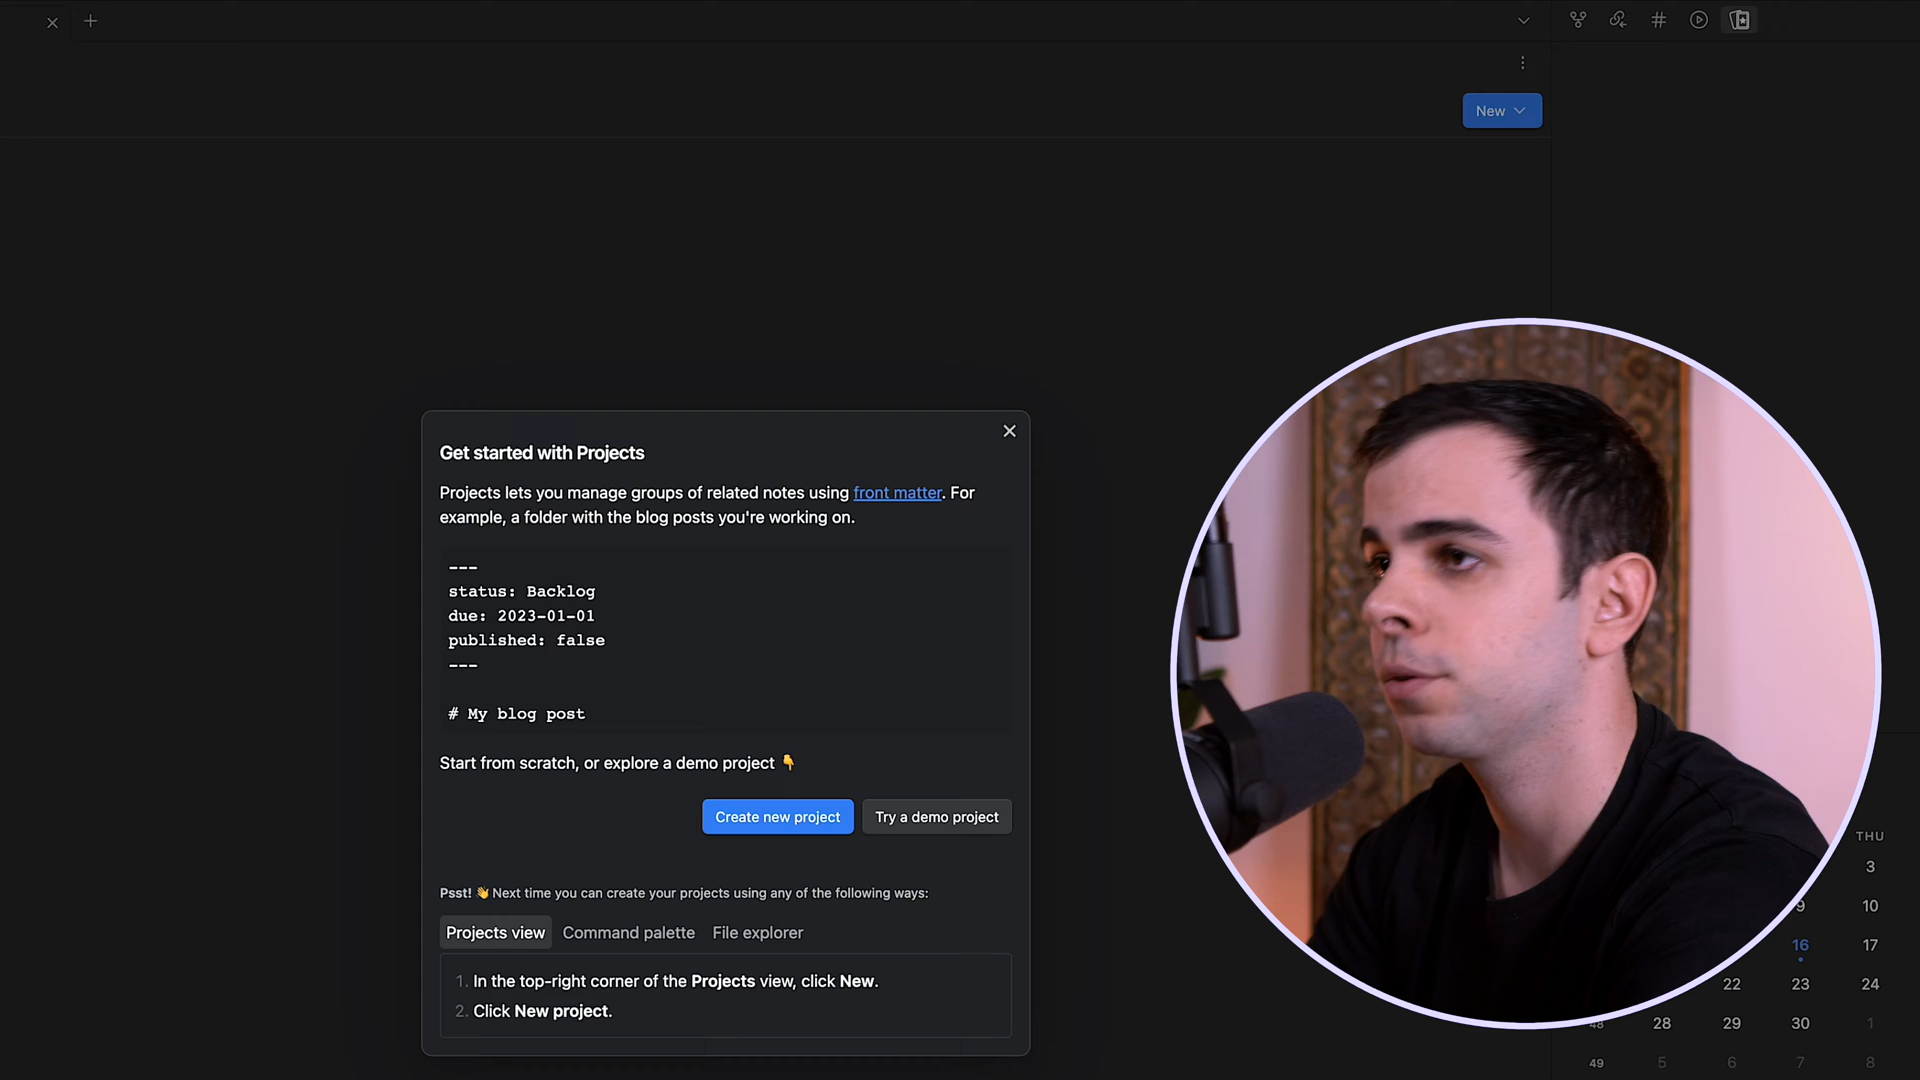 New
Get started with Projects
Projects lets you manage groups of related notes using front matter. For
example, a folder with the blog posts you're working on.
---
status: Backlog
due: 2023-01-01
published: false
---
# My blog post
Start from scratch, or explore a demo project 👇
Create new project Try a demo project
Psst! 👋 Next time you can create your projects using any of the following ways:
Projects view Command palette File explorer
1. In the top-right corner of the Projects view, click New.
2. Click New project.
THU
3
9 10
16 17
22 23 24
48 28 29 30 1
49 5 6 7 8